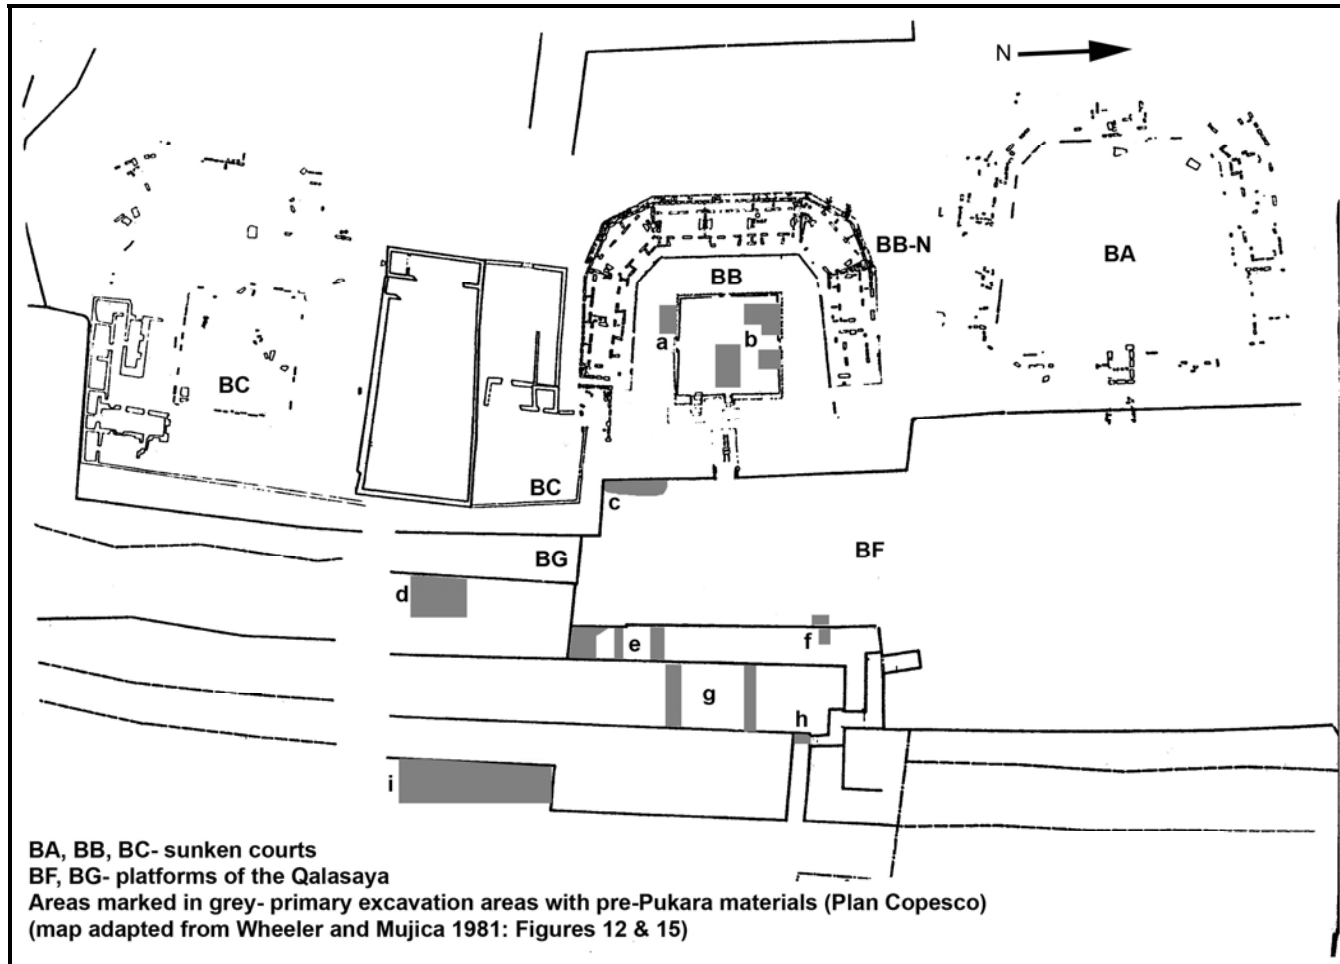 N
BB-N
BA
BB
a
b
BC
BC
c
BG
BF
d
e
f
g
h
i
BA, BB, BC- sunken courts
BF, BG- platforms of the Qalasaya
Areas marked in grey- primary excavation areas with pre-Pukara materials (Plan Copesco)
(map adapted from Wheeler and Mujica 1981: Figures 12 & 15)